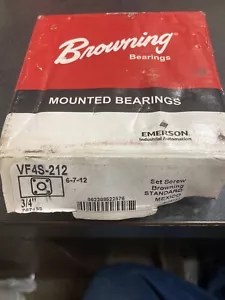 Browning
Bearings
MOUNTED BEARINGS
EMERSON
Industrial Automation
VF4S-212
6-7-12
3/4"
Set Screw
Browning
STANDARD
MEXICO